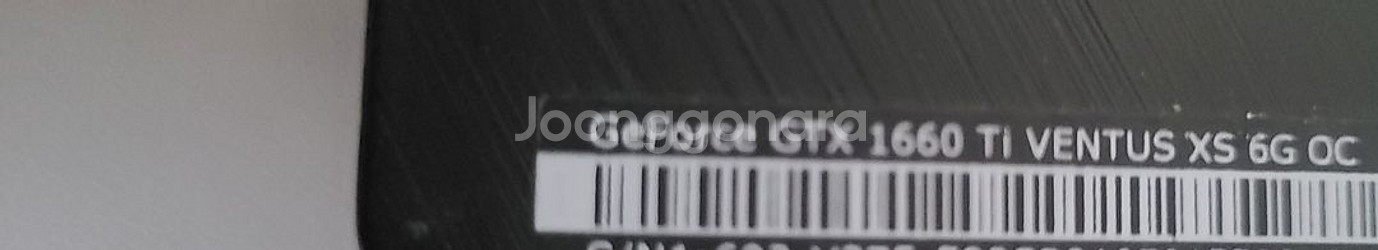 Joonggonara
GeForce GTX 1660 Ti VENTUS XS 6G OC